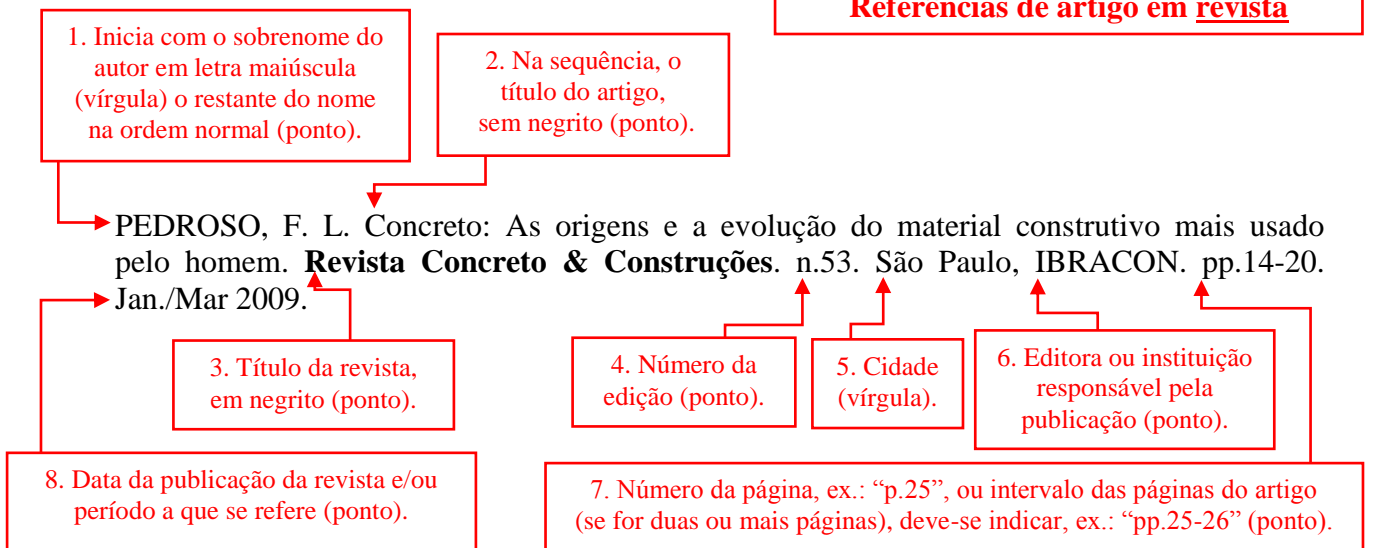 Referências de artigo em revista
1. Inicia com o sobrenome do
autor em letra maiúscula
(vírgula) o restante do nome
na ordem normal (ponto).
2. Na sequência, o
título do artigo,
sem negrito (ponto).
PEDROSO, F. L. Concreto: As origens e a evolução do material construtivo mais usado
pelo homem. Revista Concreto & Construções. n.53. São Paulo, IBRACON. pp.14-20.
Jan./Mar 2009.
3. Título da revista,
em negrito (ponto).
4. Número da
edição (ponto).
5. Cidade
(vírgula).
6. Editora ou instituição
responsável pela
publicação (ponto).
8. Data da publicação da revista e/ou
período a que se refere (ponto).
7. Número da página, ex.: “p.25”, ou intervalo das páginas do artigo
(se for duas ou mais páginas), deve-se indicar, ex.: “pp.25-26” (ponto).